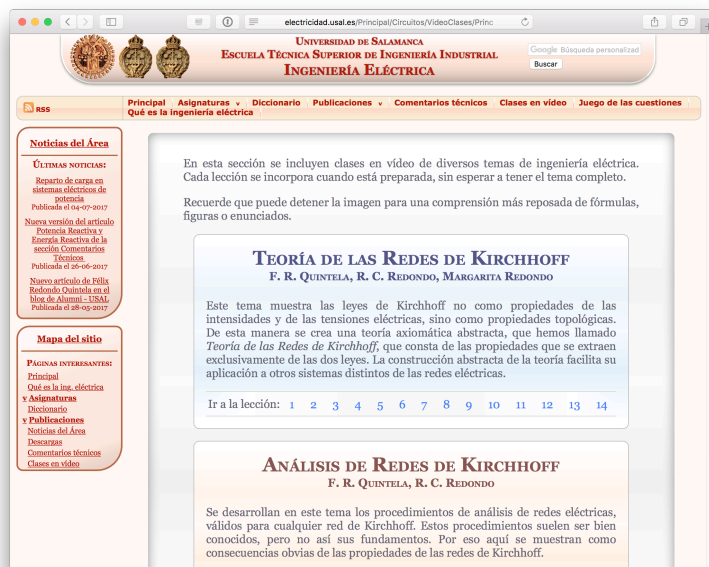 electricidad.usal.es/Principal/Circuitos/VideoClases/Princ
Universidad de Salamanca
Escuela Técnica Superior de Ingeniería Industrial
Ingeniería Eléctrica
Google Búsqueda personalizad
Buscar
RSS
Principal Asignaturas v Diccionario Publicaciones v Comentarios técnicos Clases en vídeo Juego de las cuestiones
Qué es la ingeniería eléctrica
Noticias del Área
Últimas noticias:
Reparto de carga en
sistemas eléctricos de
potencia
Publicada el 04-07-2017
Nueva versión del artículo
Potencia Reactiva y
Energía Reactiva de la
sección Comentarios
Técnicos
Publicada el 26-06-2017
Nuevo artículo de Félix
Redondo Quintela en el
blog de Alumni - USAL
Publicada el 28-05-2017
Mapa del sitio
Páginas interesantes:
Principal
Qué es la ing. eléctrica
v Asignaturas
Diccionario
v Publicaciones
Noticias del Área
Descargas
Comentarios técnicos
Clases en vídeo
En esta sección se incluyen clases en vídeo de diversos temas de ingeniería eléctrica.
Cada lección se incorpora cuando está preparada, sin esperar a tener el tema completo.
Recuerde que puede detener la imagen para una comprensión más reposada de fórmulas,
figuras o enunciados.
Teoría de las Redes de Kirchhoff
F. R. Quintela, R. C. Redondo, Margarita Redondo
Este tema muestra las leyes de Kirchhoff no como propiedades de las
intensidades y de las tensiones eléctricas, sino como propiedades topológicas.
De esta manera se crea una teoría axiomática abstracta, que hemos llamado
Teoría de las Redes de Kirchhoff, que consta de las propiedades que se extraen
exclusivamente de las dos leyes. La construcción abstracta de la teoría facilita su
aplicación a otros sistemas distintos de las redes eléctricas.
Ir a la lección: 1 2 3 4 5 6 7 8 9 10 11 12 13 14
Análisis de Redes de Kirchhoff
F. R. Quintela, R. C. Redondo
Se desarrollan en este tema los procedimientos de análisis de redes eléctricas,
válidos para cualquier red de Kirchhoff. Estos procedimientos suelen ser bien
conocidos, pero no así sus fundamentos. Por eso aquí se muestran como
consecuencias obvias de las propiedades de las redes de Kirchhoff.